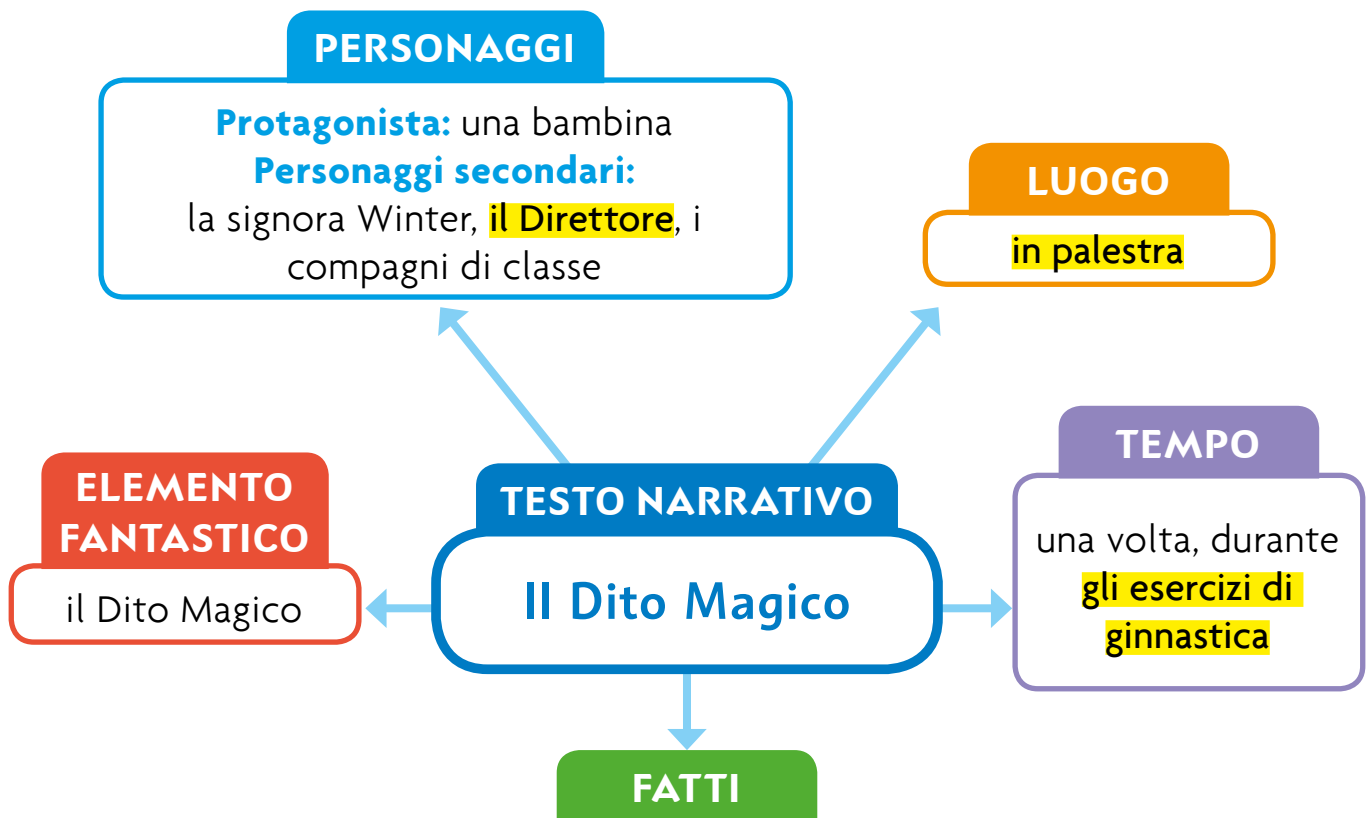 PERSONAGGI
Protagonista: una bambina
Personaggi secondari:
la signora Winter, il Direttore, i
compagni di classe
LUOGO
in palestra
ELEMENTO
FANTASTICO
il Dito Magico
TESTO NARRATIVO
Il Dito Magico
TEMPO
una volta, durante
gli esercizi di
ginnastica
FATTI